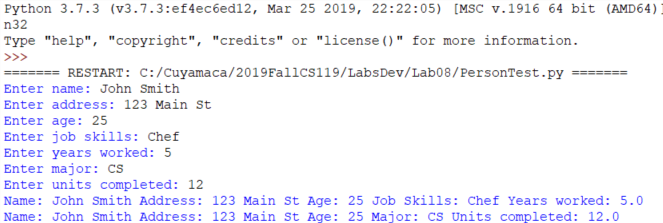 Python 3.7.3 (v3.7.3:ef4ec6ed12, Mar 25 2019, 22:22:05) [MSC v.1916 64 bit (AMD64)]
n32
Type "help", "copyright", "credits" or "license()" for more information.
>>>
======= RESTART: C:/Cuyamaca/2019FallCS119/LabsDev/Lab08/PersonTest.py =======
Enter name: John Smith
Enter address: 123 Main St
Enter age: 25
Enter job skills: Chef
Enter years worked: 5
Enter major: CS
Enter units completed: 12
Name: John Smith Address: 123 Main St Age: 25 Job Skills: Chef Years worked: 5.0
Name: John Smith Address: 123 Main St Age: 25 Major: CS Units completed: 12.0